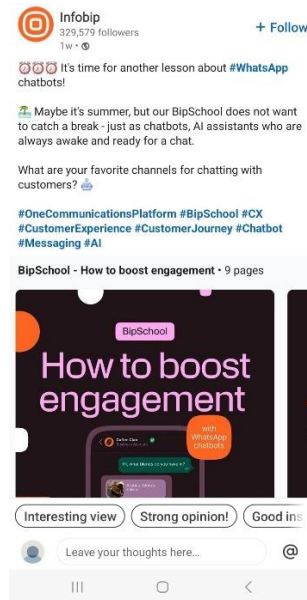 Infobip
329,579 followers
+ Follow
1w •
It's time for another lesson about #WhatsApp
chatbots!
Maybe it's summer, but our BipSchool does not want
to catch a break - just as chatbots, AI assistants who are
always awake and ready for a chat.
What are your favorite channels for chatting with
customers?
#OneCommunicationsPlatform #BipSchool #CX
#CustomerExperience #CustomerJourney #Chatbot
#Messaging #AI
BipSchool - How to boost engagement • 9 pages
BipSchool
How to boost
engagement
with
WhatsApp
chatbots
Interesting view
Strong opinion!
Good ins
Leave your thoughts here...
@